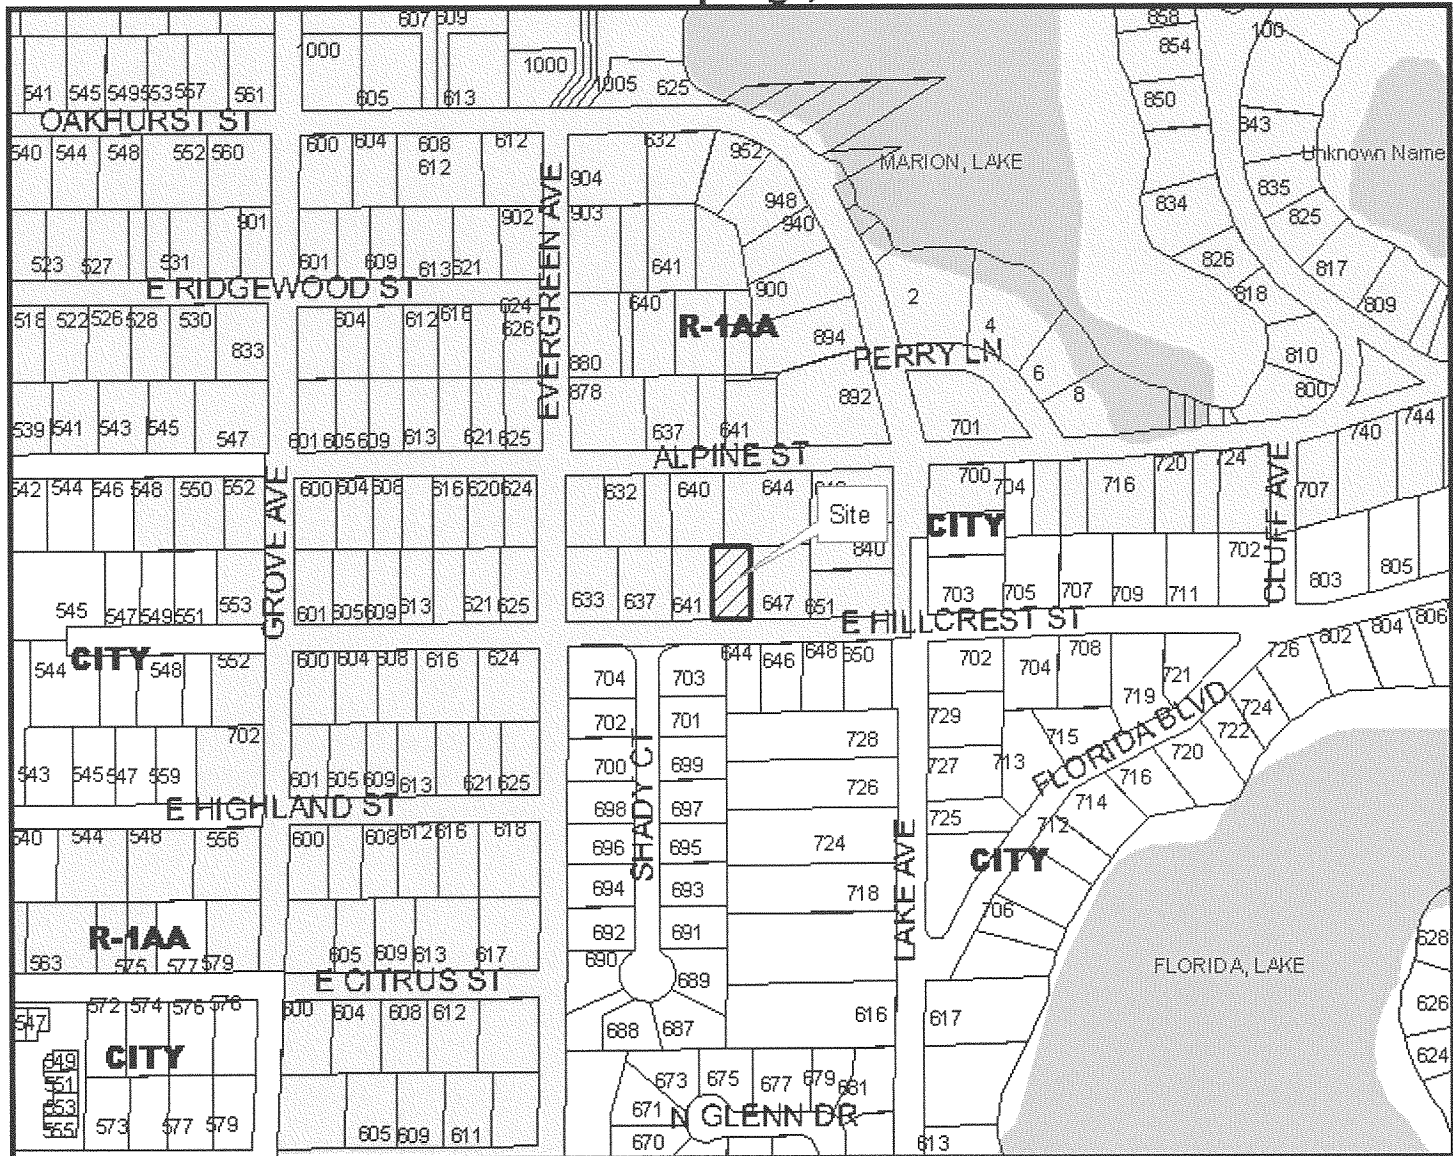 607 609
1000
1000
541 545 549 553 557 561
605 613
1005 625
858
854
850
100
OAKHURST ST
540 544 548 552 560
600 604 608 612
612
632
952
843
MARION, LAKE
Unknown Name
904
948
940
834
835
825
901
902
903
523 527 531
601 609 613 621
641
826
817
E RIDGEWOOD ST
EVERGREEN AVE
900
2
818
809
518 522 526 528 530
604 612 616 624
626
640
R-1AA
894
4
833
880
PERRY LN
810
6
8
800
878
892
539 541 543 545 547
601 605 609 613 621 625
637 641
701
740 744
ALPINE ST
542 544 546 548 550 552
600 604 608 616 620 624
632 640 644
700 704 716 720 724
CLUFF AVE
707
GROVE AVE
Site
CITY
840
702
545 547 549 551 553
601 605 609 613 621 625
633 637 641 647 651
703 705 707 709 711
803 805
E HILLCREST ST
CITY
544 548 552
600 604 608 616 624
704 703
644 646 648 650
702 704 708
721
719
726 802 804 806
702
702 701
728
729
715
FLORIDA BLVD
724
722
720
543 545 547 559
601 605 609 613 621 625
SHADY CT
700 699
726
727
713
716
714
E HIGHLAND ST
698 697
725
712
540 544 548 556
600 608 612 616 618
696 695
724
LAKE AVE
CITY
694 693
718
706
R-1AA
563 575 577 579
605 609 613 617
692 691
690
689
628
E CITRUS ST
FLORIDA, LAKE
572 574 576 576
600 604 608 612
688 687
616 617
626
547
CITY
549
551
553
555
624
673 675 677 679 681
671
N GLENN DR
573 577 579
605 609 611
670
613